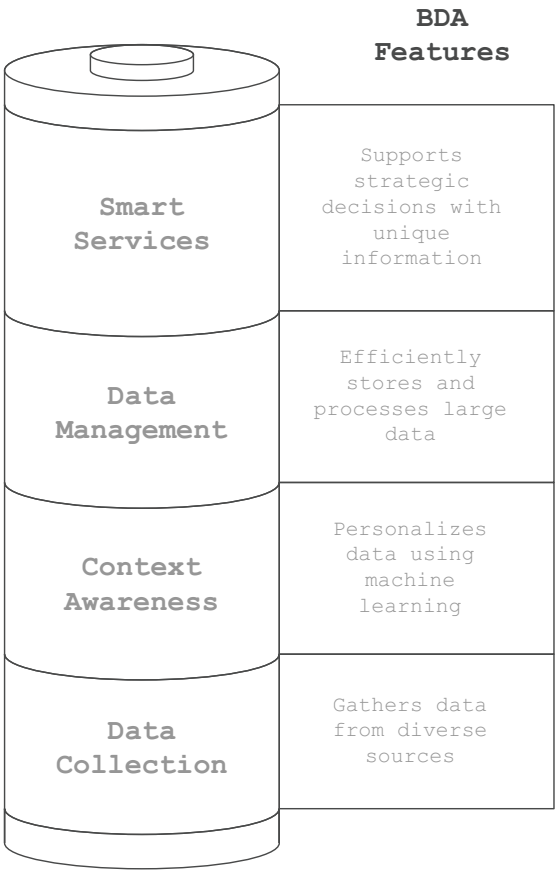 BDA
Features
Smart
Services
Supports
strategic
decisions with
unique
information
Data
Management
Efficiently
stores and
processes large
data
Context
Awareness
Personalizes
data using
machine
learning
Data
Collection
Gathers data
from diverse
sources